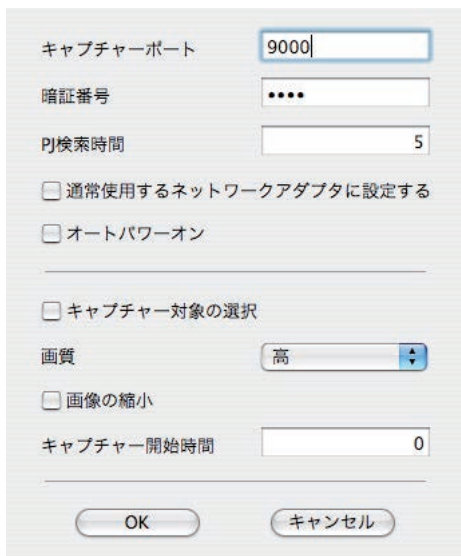 キャプチャーポート 9000
暗証番号 ••••
PJ検索時間 5
通常使用するネットワークアダプタに設定する
オートパワーオン
キャプチャー対象の選択
画質 高
画像の縮小
キャプチャー開始時間 0
OK キャンセル